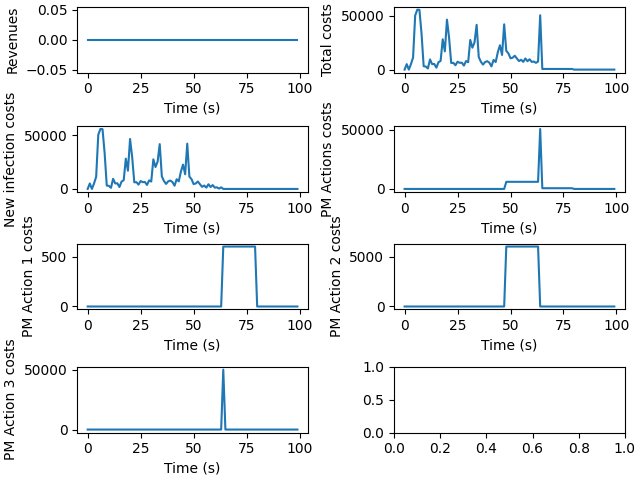 Revenues
0.05
0.00
−0.05
0 25 50 75 100
Time (s)
Total costs
50000
0
0 25 50 75 100
Time (s)
New infection costs
50000
0
0 25 50 75 100
Time (s)
PM Actions costs
50000
0
0 25 50 75 100
Time (s)
PM Action 1 costs
500
0
0 25 50 75 100
Time (s)
PM Action 2 costs
5000
0
0 25 50 75 100
Time (s)
PM Action 3 costs
50000
0
0 25 50 75 100
Time (s)
1.0
0.5
0.0
0.0 0.2 0.4 0.6 0.8 1.0